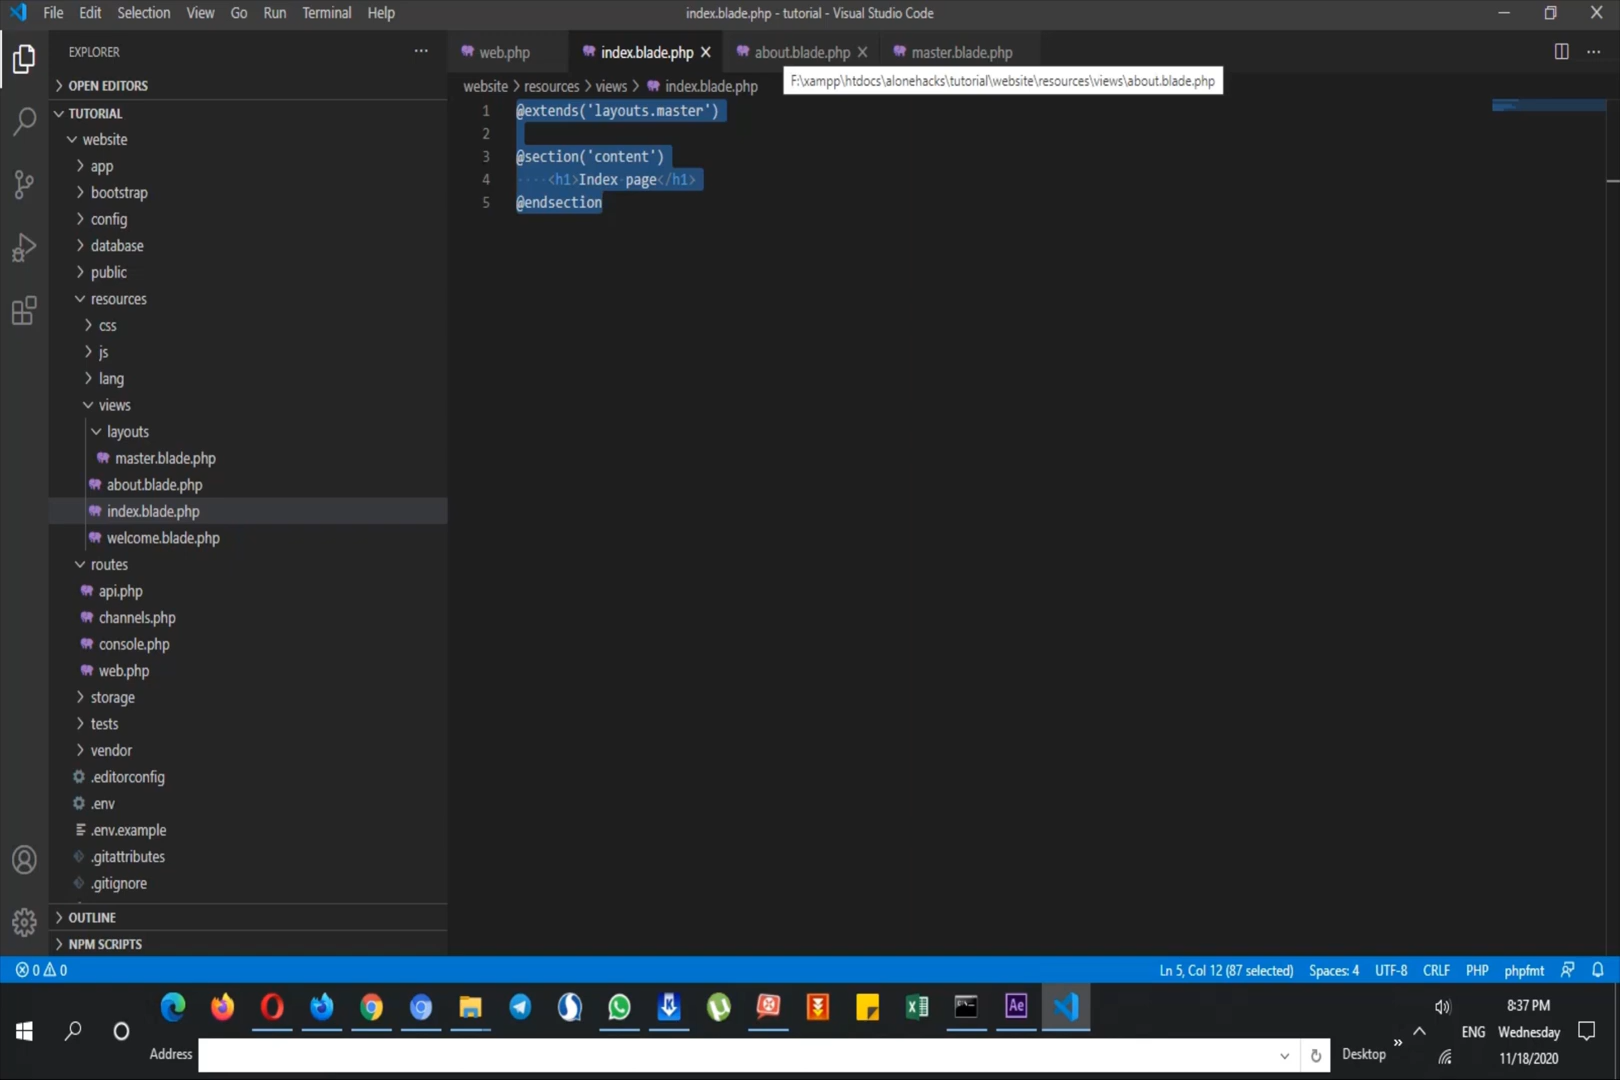 File Edit Selection View Go Run Terminal Help
index.blade.php - tutorial - Visual Studio Code
EXPLORER
OPEN EDITORS
TUTORIAL
website
app
bootstrap
config
database
public
resources
css
js
lang
views
layouts
master.blade.php
about.blade.php
index.blade.php
welcome.blade.php
routes
api.php
channels.php
console.php
web.php
storage
tests
vendor
.editorconfig
.env
.env.example
.gitattributes
.gitignore
OUTLINE
NPM SCRIPTS
web.php index.blade.php about.blade.php master.blade.php
website > resources > views > index.blade.php
F:\xampp\htdocs\alonehacks\tutorial\website\resources\views\about.blade.php
1 @extends('layouts.master')
2
3 @section('content')
4 ····<h1>Index·page</h1>
5 @endsection
0 0
Ln 5, Col 12 (87 selected) Spaces: 4 UTF-8 CRLF PHP phpfmt
Ae
Address
Desktop
ENG
8:37 PM
Wednesday
11/18/2020